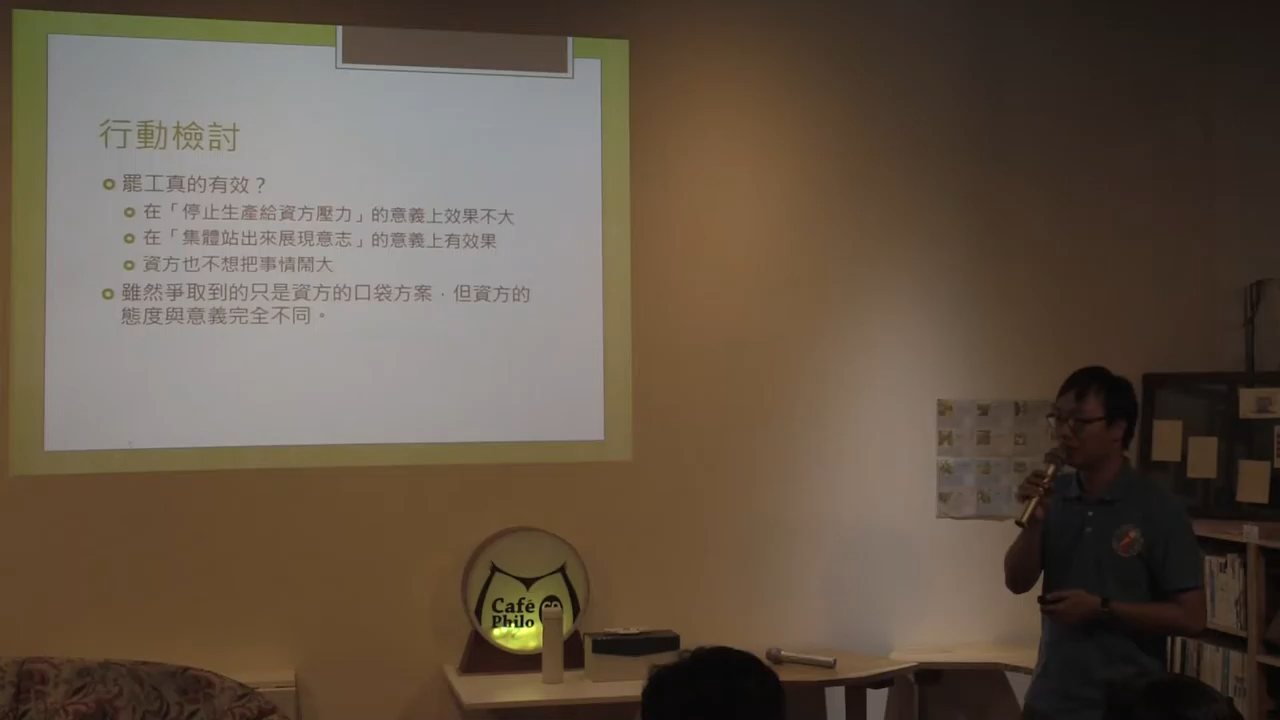 行動檢討
罷工真的有效？
在「停止生產給資方壓力」的意義上效果不大
在「集體站出來展現意志」的意義上有效果
資方也不想把事情鬧大
雖然爭取到的只是資方的口袋方案，但資方的
態度與意義完全不同。
Café
Philo